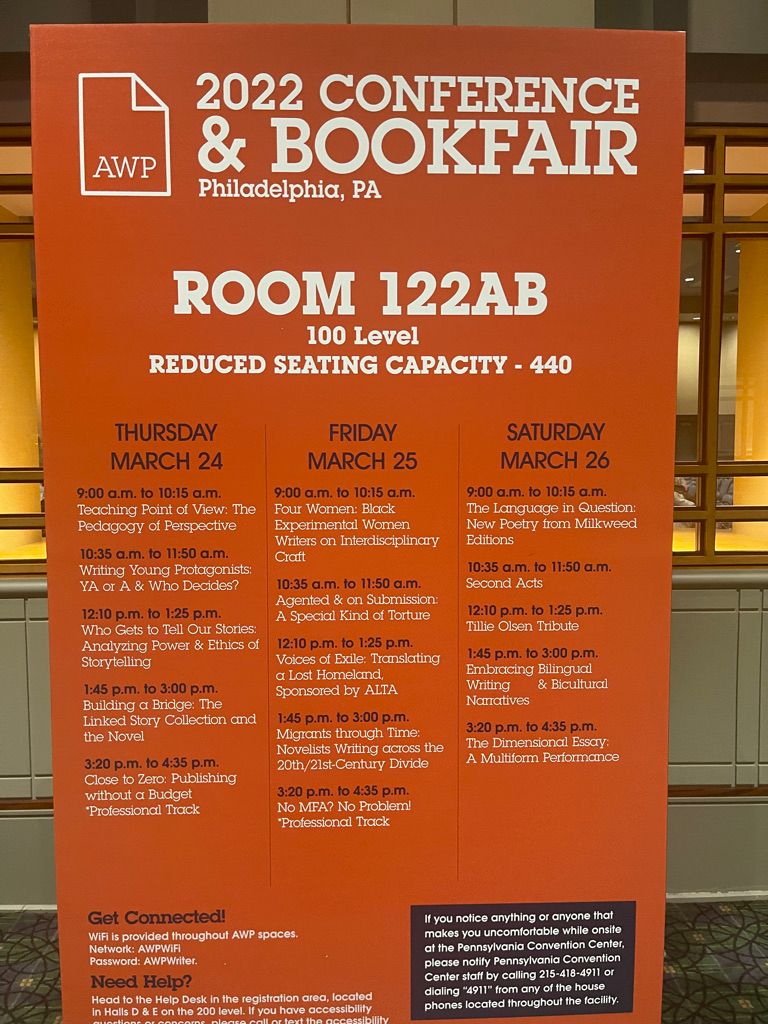 AWP
2022 CONFERENCE
& BOOKFAIR
Philadelphia, PA
ROOM 122AB
100 Level
REDUCED SEATING CAPACITY - 440
THURSDAY
MARCH 24
9:00 a.m. to 10:15 a.m.
Teaching Point of View: The
Pedagogy of Perspective
10:35 a.m. to 11:50 a.m.
Writing Young Protagonists:
YA or A & Who Decides?
12:10 p.m. to 1:25 p.m.
Who Gets to Tell Our Stories:
Analyzing Power & Ethics of
Storytelling
1:45 p.m. to 3:00 p.m.
Building a Bridge: The
Linked Story Collection and
the Novel
3:20 p.m. to 4:35 p.m.
Close to Zero: Publishing
without a Budget
*Professional Track
FRIDAY
MARCH 25
9:00 a.m. to 10:15 a.m.
Four Women: Black
Experimental Women
Writers on Interdisciplinary
Craft
10:35 a.m. to 11:50 a.m.
Agented & on Submission:
A Special Kind of Torture
12:10 p.m. to 1:25 p.m.
Voices of Exile: Translating
a Lost Homeland,
Sponsored by ALTA
1:45 p.m. to 3:00 p.m.
Migrants through Time:
Novelists Writing across the
20th/21st-Century Divide
3:20 p.m. to 4:35 p.m.
No MFA? No Problem!
*Professional Track
SATURDAY
MARCH 26
9:00 a.m. to 10:15 a.m.
The Language in Question:
New Poetry from Milkweed
Editions
10:35 a.m. to 11:50 a.m.
Second Acts
12:10 p.m. to 1:25 p.m.
Tillie Olsen Tribute
1:45 p.m. to 3:00 p.m.
Embracing Bilingual
Writing & Bicultural
Narratives
3:20 p.m. to 4:35 p.m.
The Dimensional Essay:
A Multiform Performance
Get Connected!
WiFi is provided throughout AWP spaces.
Network: AWPWiFi
Password: AWPWriter.
Need Help?
Head to the Help Desk in the registration area, located
in Halls D & E on the 200 level. If you have accessibility
questions or concerns, please call or text the accessibility
If you notice anything or anyone that
makes you uncomfortable while onsite
at the Pennsylvania Convention Center,
please notify Pennsylvania Convention
Center staff by calling 215-418-4911 or
dialing "4911" from any of the house
phones located throughout the facility.